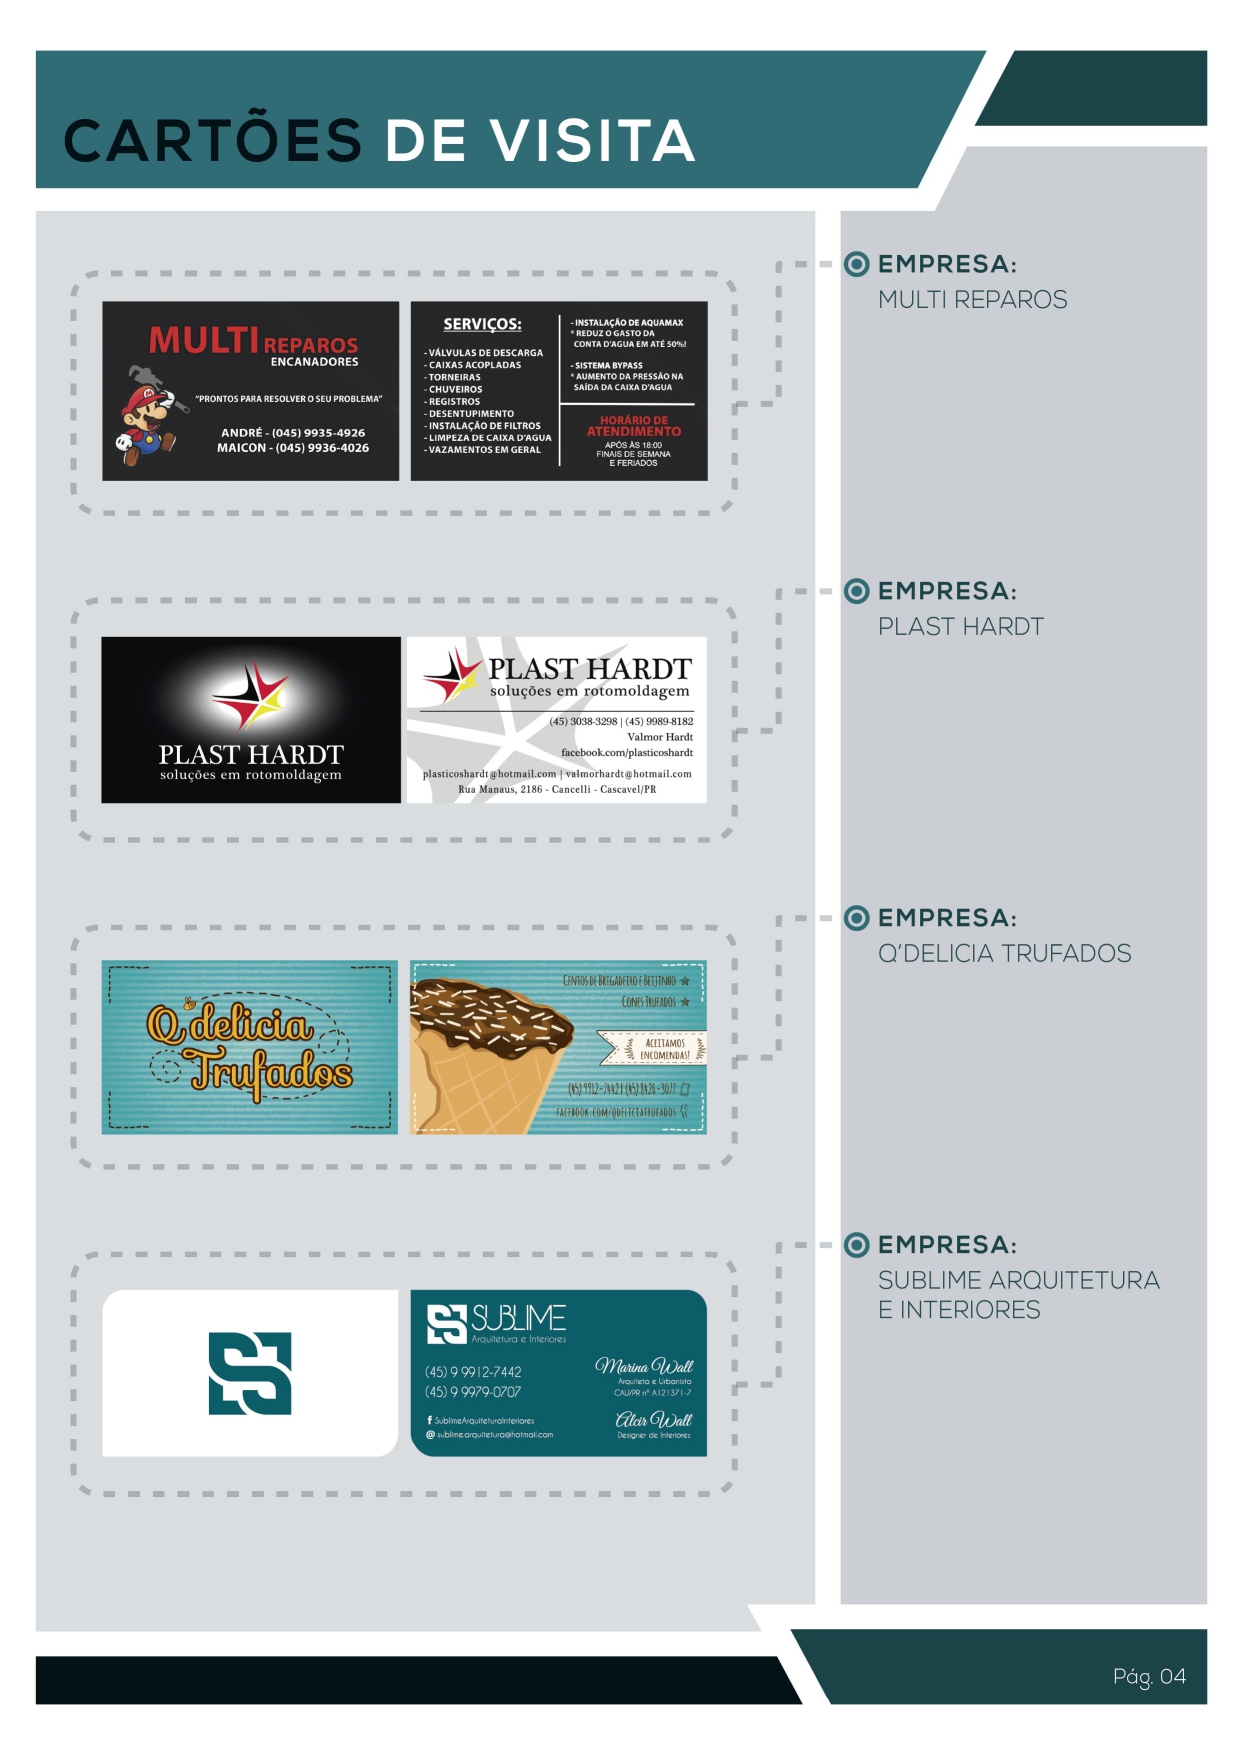 CARTÕES DE VISITA
EMPRESA:
MULTI REPAROS
MULTI REPAROS
ENCANADORES
"PRONTOS PARA RESOLVER O SEU PROBLEMA"
ANDRÉ - (045) 9935-4926
MAICON - (045) 9936-4026
SERVIÇOS:
- VÁLVULAS DE DESCARGA
- CAIXAS ACOPLADAS
- TORNEIRAS
- CHUVEIROS
- REGISTROS
- DESENTUPIMENTO
- INSTALAÇÃO DE FILTROS
- LIMPEZA DE CAIXA D'AGUA
- VAZAMENTOS EM GERAL
- INSTALAÇÃO DE AQUAMAX
* REDUZ O GASTO DA
CONTA D'AGUA EM ATÉ 50%!
- SISTEMA BYPASS
* AUMENTO DA PRESSÃO NA
SAÍDA DA CAIXA D'AGUA
HORÁRIO DE
ATENDIMENTO
APÓS ÀS 18:00
FINAIS DE SEMANA
E FERIADOS
EMPRESA:
PLAST HARDT
PLAST HARDT
soluções em rotomoldagem
PLAST HARDT
soluções em rotomoldagem
(45) 3038-3298 | (45) 9989-8182
Valmor Hardt
facebook.com/plasticoshardt
plasticoshardt@hotmail.com | valmorhardt@hotmail.com
Rua Manaus, 2186 - Cancelli - Cascavel/PR
EMPRESA:
Q'DELICIA TRUFADOS
Q'delicia
Trufados
CENTOS DE BRIGADEIRO E BEIJINHO
CONES TRUFADOS
ACEITAMOS
ENCOMENDAS!
(45) 9912-7442 | (45) 8426-3077
FACEBOOK.COM/QDELICIATRUFADOS
EMPRESA:
SUBLIME ARQUITETURA
E INTERIORES
SUBLIME
Arquitetura e Interiores
(45) 9 9912-7442
(45) 9 9979-0707
SublimeArquiteturaInteriores
@ sublime.arquitetura@hotmail.com
Marina Wall
Arquiteta e Urbanista
CAU/PR nº A121371-7
Alcir Wall
Designer de Interiores
Pág. 04